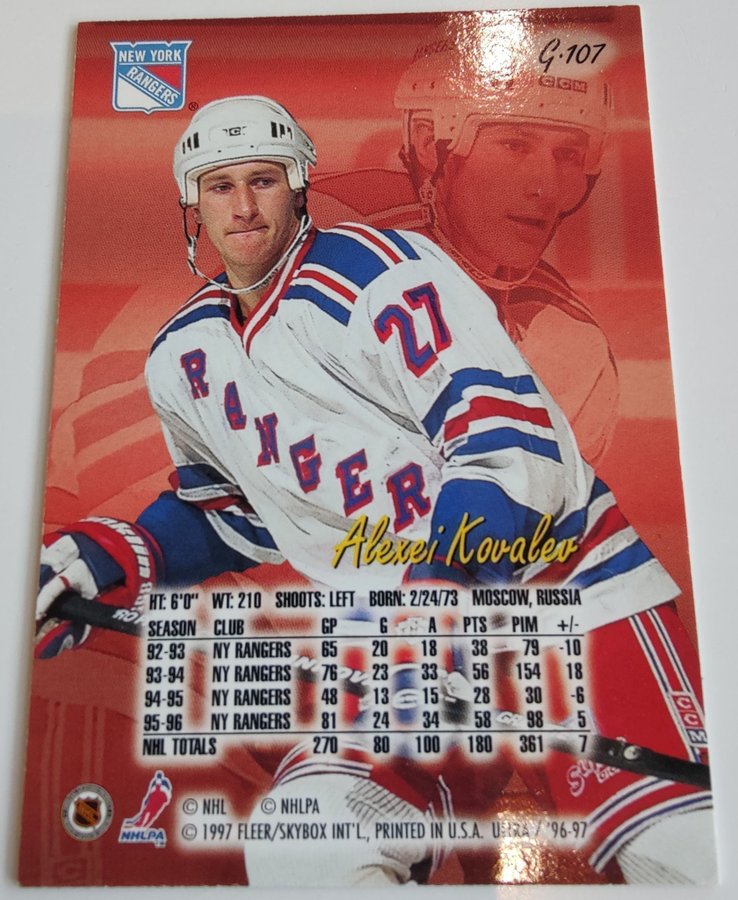 NEW YORK
RANGERS
®
G·107
CCM
27
RANGER
Alexei Kovalev
HT: 6'0" WT: 210 SHOOTS: LEFT BORN: 2/24/73 MOSCOW, RUSSIA
SEASON CLUB GP G A PTS PIM +/-
92-93 NY RANGERS 65 20 18 38 79 -10
93-94 NY RANGERS 76 23 33 56 154 18
94-95 NY RANGERS 48 13 15 28 30 -6
95-96 NY RANGERS 81 24 34 58 98 5
NHL TOTALS 270 80 100 180 361 7
CCM
NHLPA
© NHL © NHLPA
© 1997 FLEER/SKYBOX INT'L., PRINTED IN U.S.A. ULTRA / '96-97